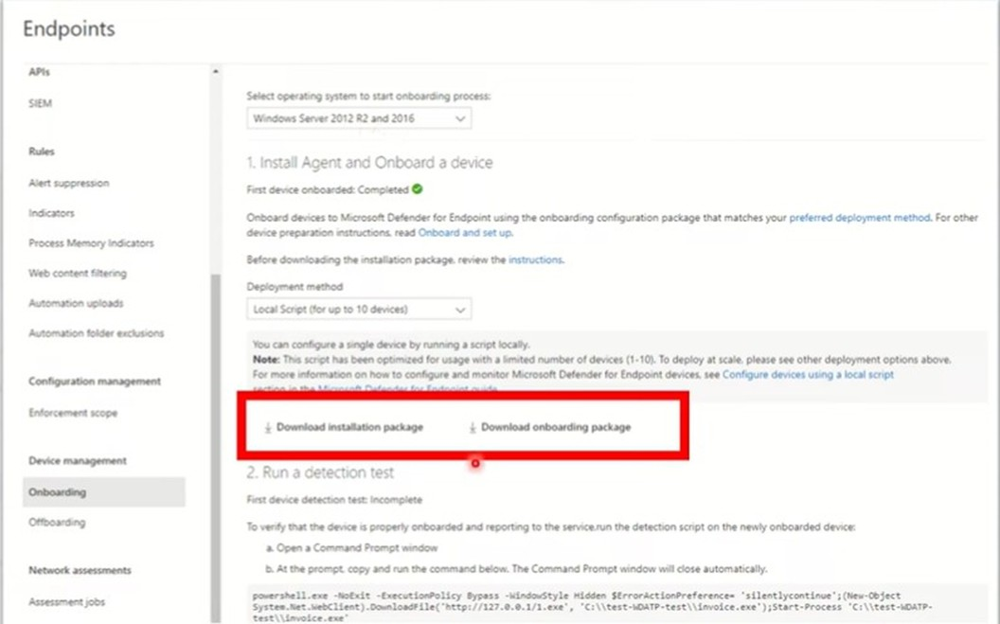 Endpoints
APIs
SIEM
Rules
Alert suppression
Indicators
Process Memory Indicators
Web content filtering
Automation uploads
Automation folder exclusions
Configuration management
Enforcement scope
Device management
Onboarding
Offboarding
Network assessments
Assessment jobs
Select operating system to start onboarding process:
Windows Server 2012 R2 and 2016
1. Install Agent and Onboard a device
First device onboarded: Completed
Onboard devices to Microsoft Defender for Endpoint using the onboarding configuration package that matches your preferred deployment method. For other
device preparation instructions, read Onboard and set up.
Before downloading the installation package, review the instructions.
Deployment method
Local Script (for up to 10 devices)
You can configure a single device by running a script locally.
Note: This script has been optimized for usage with a limited number of devices (1-10). To deploy at scale, please see other deployment options above.
For more information on how to configure and monitor Microsoft Defender for Endpoint devices, see Configure devices using a local script
section in the Microsoft Defender for Endpoint guide.
Download installation package
Download onboarding package
2. Run a detection test
First device detection test: Incomplete
To verify that the device is properly onboarded and reporting to the service,run the detection script on the newly onboarded device:
a. Open a Command Prompt window
b. At the prompt, copy and run the command below. The Command Prompt window will close automatically.
powershell.exe -NoExit -ExecutionPolicy Bypass -WindowStyle Hidden $ErrorActionPreference= 'silentlycontinue';(New-Object
System.Net.WebClient).DownloadFile('http://127.0.0.1/1.exe', 'C:\\test-WDATP-test\\invoice.exe');Start-Process 'C:\\test-WDATP-
test\\invoice.exe'